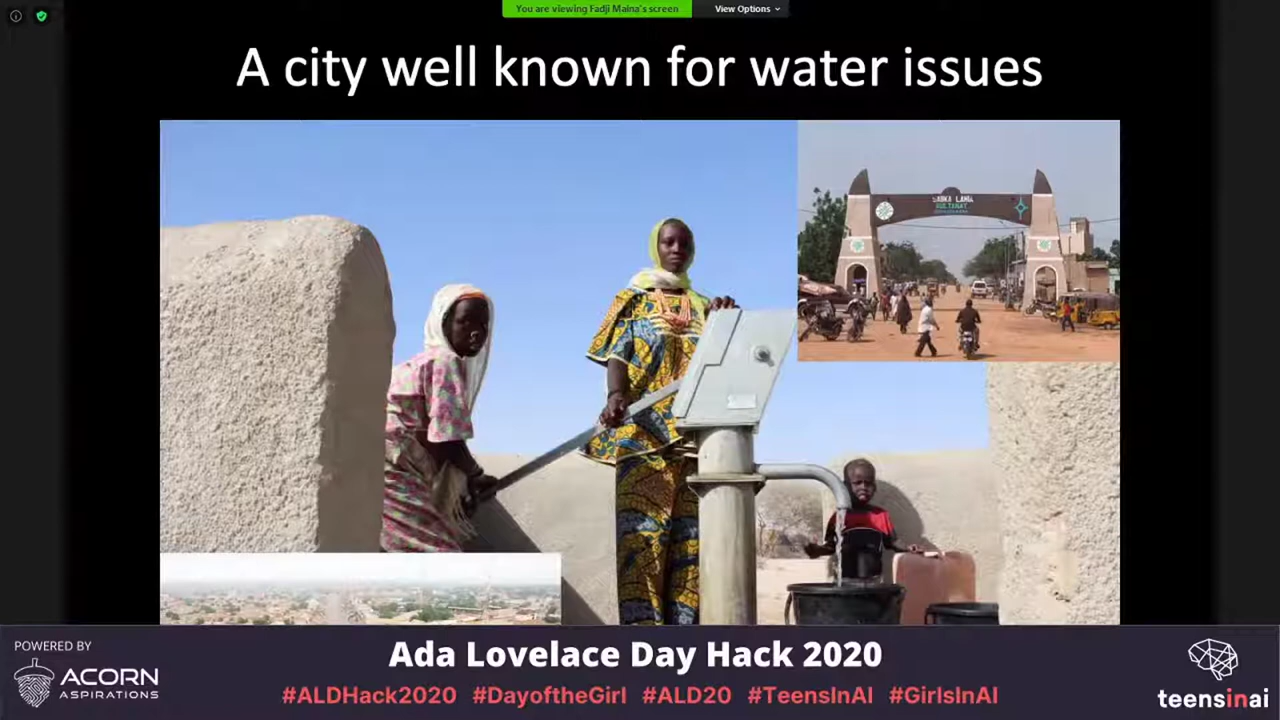 You are viewing Fadji Maina's screen
View Options
A city well known for water issues
SULTANAT
POWERED BY
ACORN
ASPIRATIONS
Ada Lovelace Day Hack 2020
#ALDHack2020 #DayoftheGirl #ALD20 #TeensInAI #GirlsInAI
teensinai